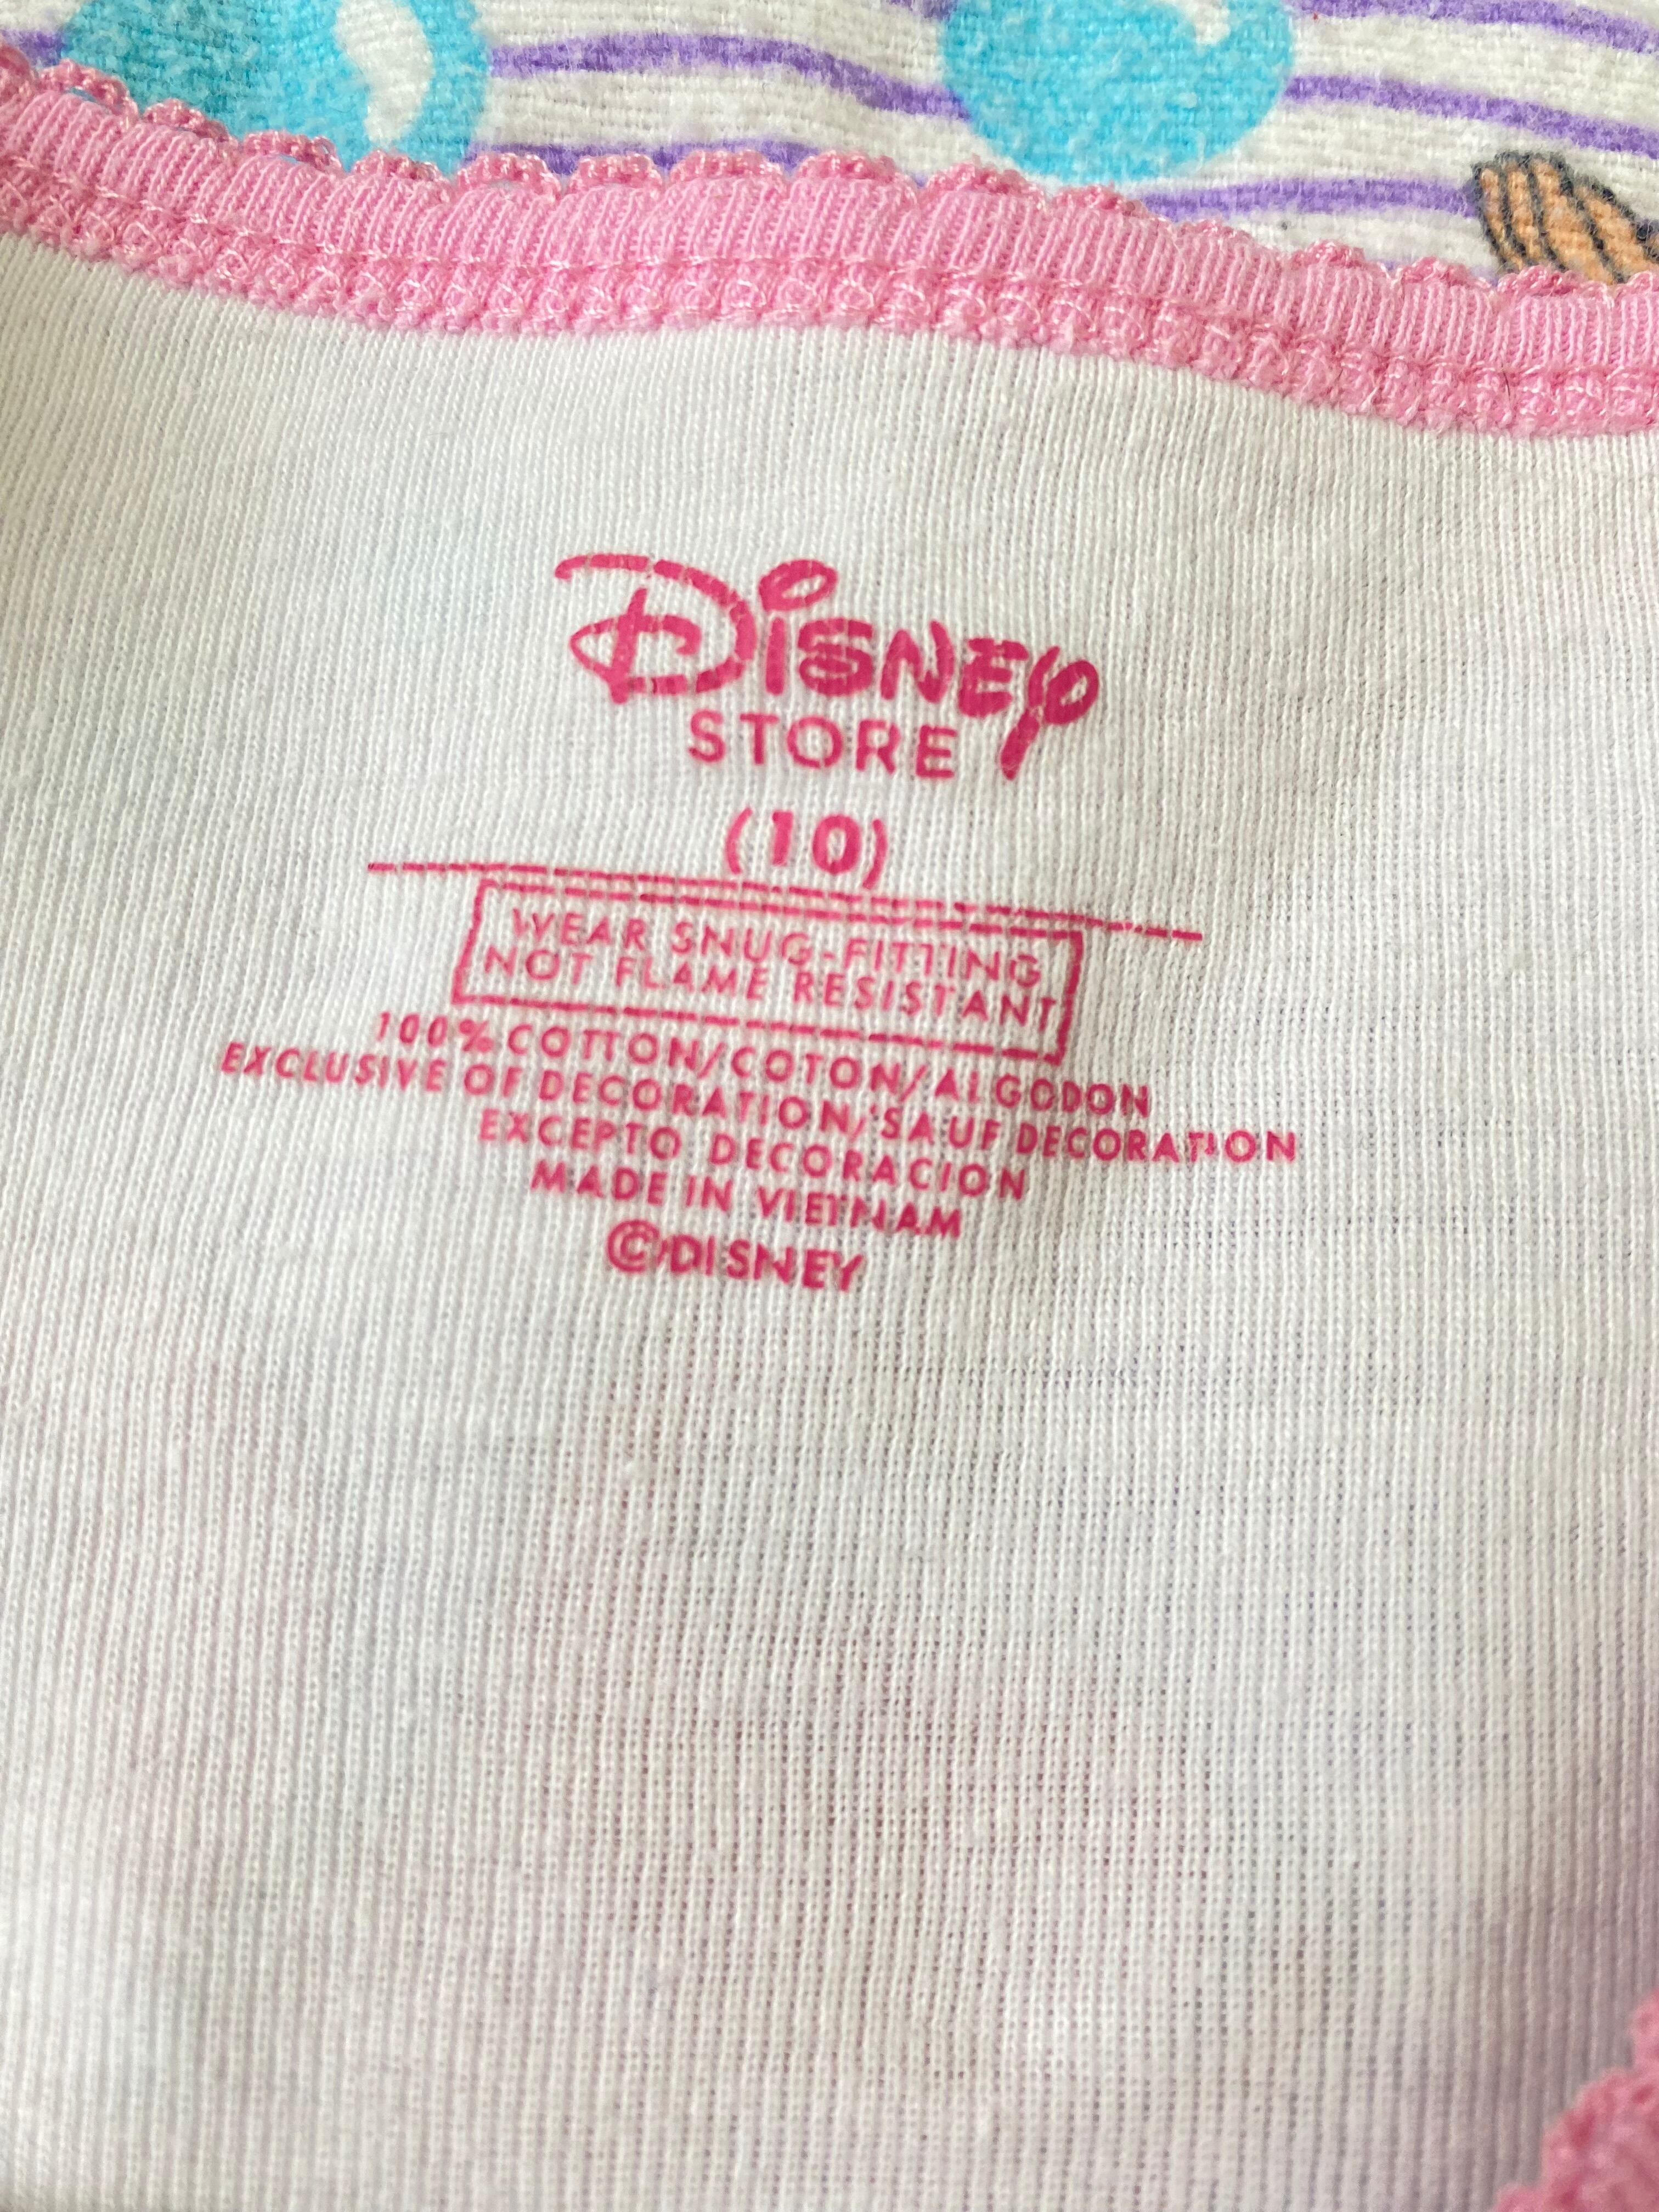 Disney
STORE
(10)
WEAR SNUG-FITTING
NOT FLAME RESISTANT
100% COTTON/COTON/ALGODON
EXCLUSIVE OF DECORATION/SAUF DECORATION
EXCEPTO DECORACION
MADE IN VIETNAM
©DISNEY